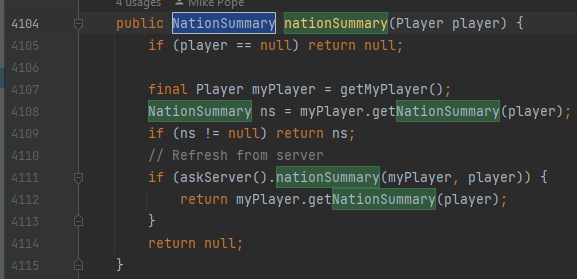 4 usages Mike Pope
4104 public NationSummary nationSummary(Player player) {
4105 if (player == null) return null;
4106
4107 final Player myPlayer = getMyPlayer();
4108 NationSummary ns = myPlayer.getNationSummary(player);
4109 if (ns != null) return ns;
4110 // Refresh from server
4111 if (askServer().nationSummary(myPlayer, player)) {
4112 return myPlayer.getNationSummary(player);
4113 }
4114 return null;
4115 }